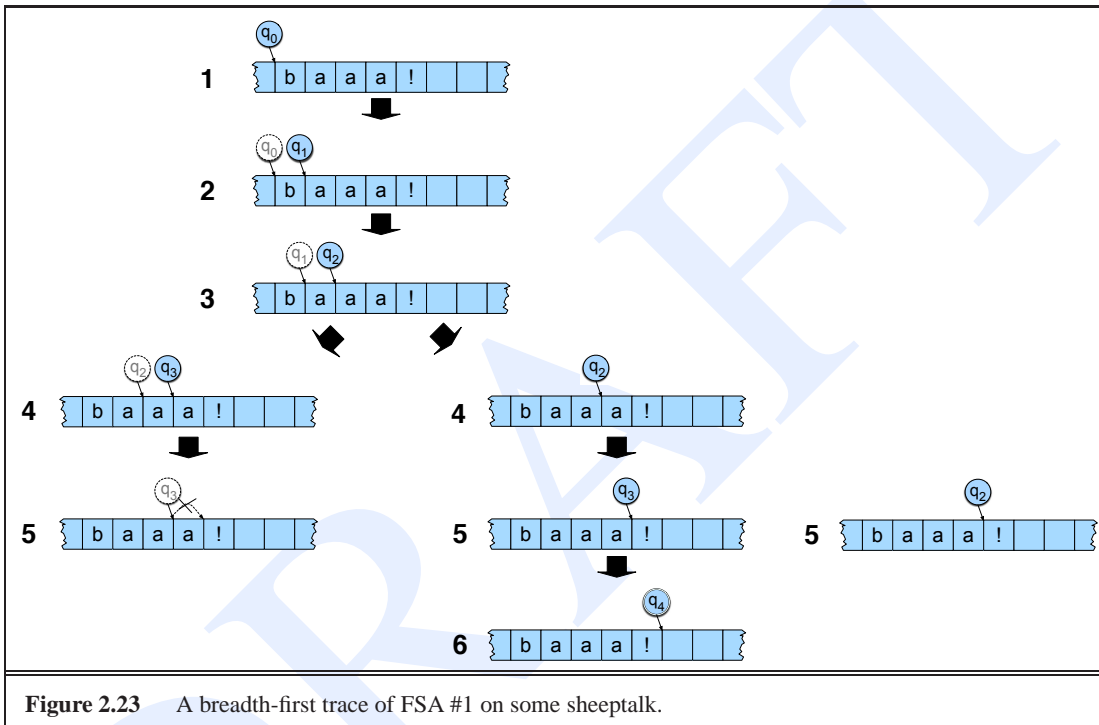 q0
1 b a a a !
q0 q1
2 b a a a !
q1 q2
3 b a a a !
q2 q3 q2
4 b a a a ! 4 b a a a !
q3 q3 q2
5 b a a a ! 5 b a a a ! 5 b a a a !
q4
6 b a a a !
Figure 2.23 A breadth-first trace of FSA #1 on some sheeptalk.
DRAFT